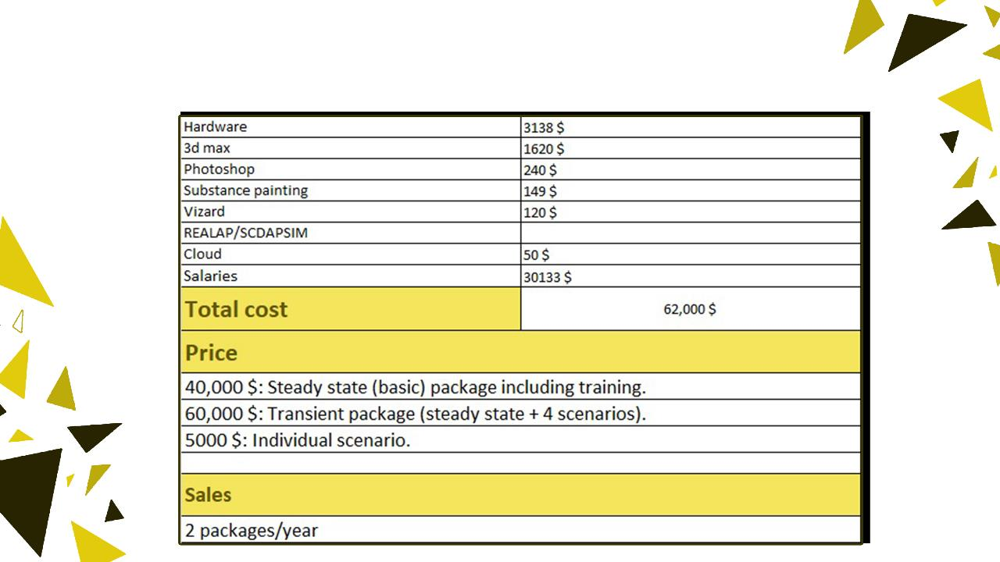 Hardware 3138 $
3d max 1620 $
Photoshop 240 $
Substance painting 149 $
Vizard 120 $
REALAP/SCDAPSIM
Cloud 50 $
Salaries 30133 $
Total cost 62,000 $
Price
40,000 $: Steady state (basic) package including training.
60,000 $: Transient package (steady state + 4 scenarios).
5000 $: Individual scenario.
Sales
2 packages/year